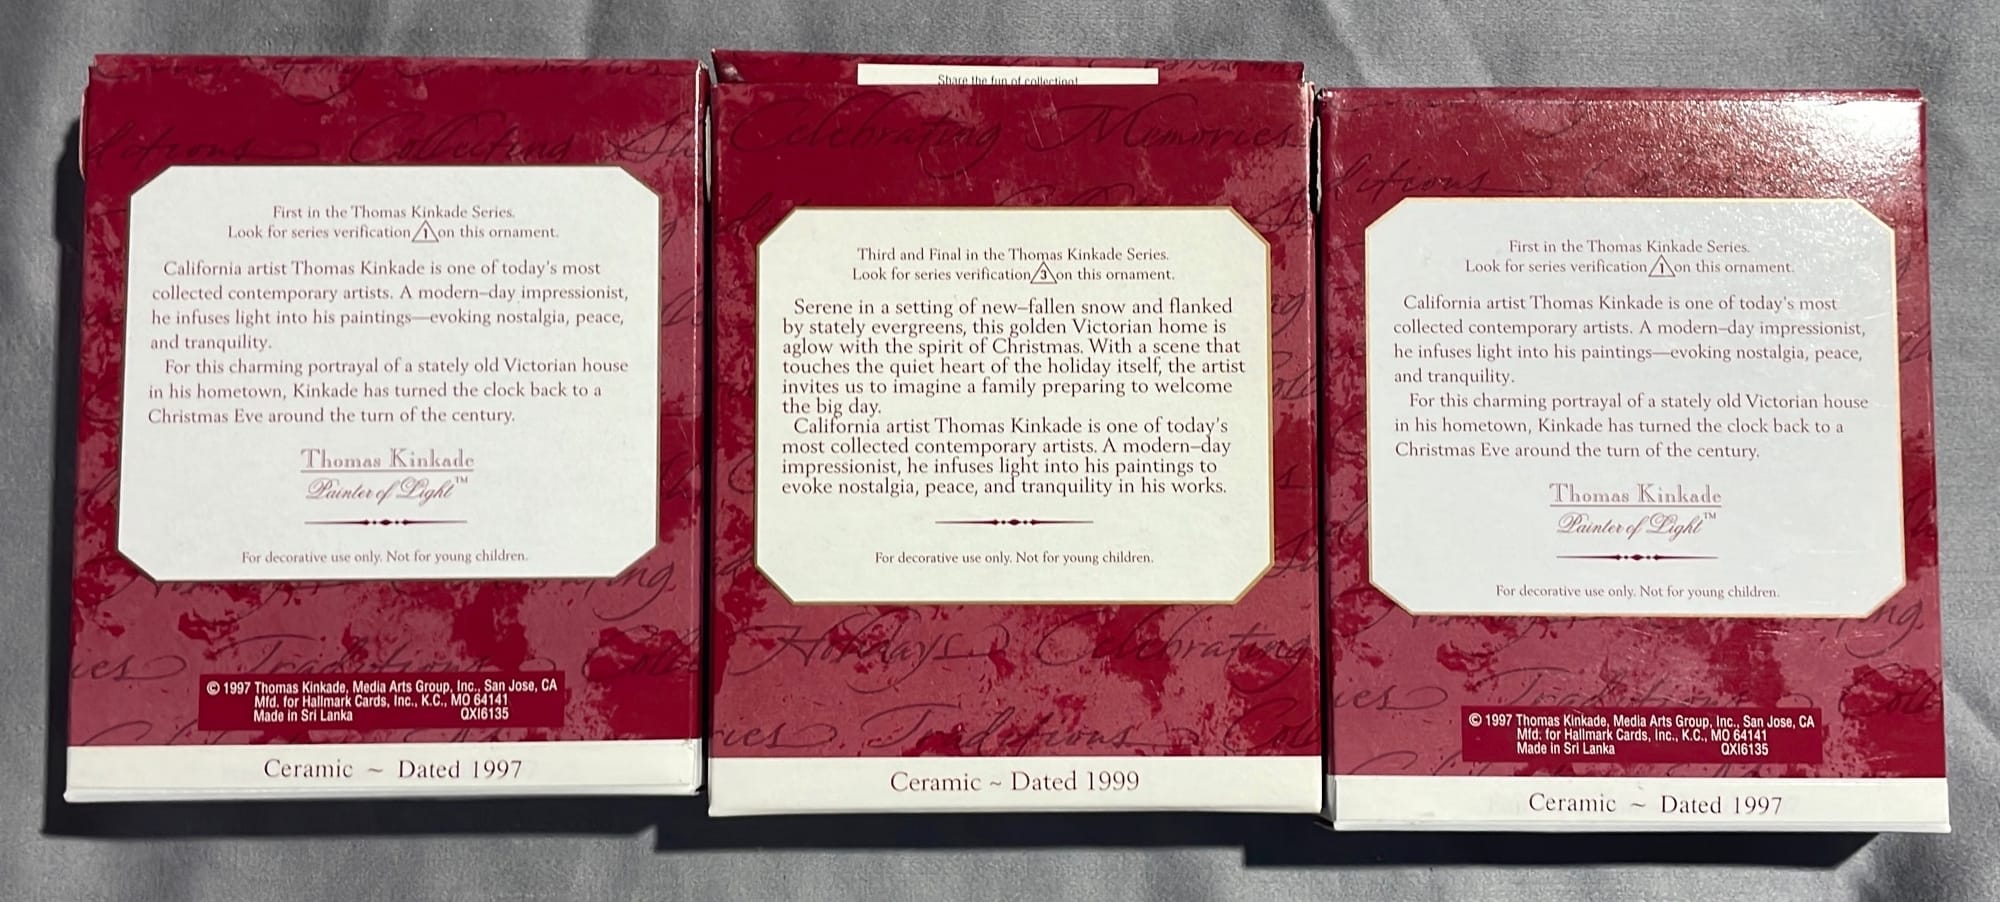 First in the Thomas Kinkade Series.
Look for series verification 1 on this ornament.
California artist Thomas Kinkade is one of today's most
collected contemporary artists. A modern–day impressionist,
he infuses light into his paintings—evoking nostalgia, peace,
and tranquility.
For this charming portrayal of a stately old Victorian house
in his hometown, Kinkade has turned the clock back to a
Christmas Eve around the turn of the century.
Thomas Kinkade
Painter of Light™
For decorative use only. Not for young children.
© 1997 Thomas Kinkade, Media Arts Group, Inc., San Jose, CA
Mfd. for Hallmark Cards, Inc., K.C., MO 64141
Made in Sri Lanka QXI6135
Ceramic ~ Dated 1997
Share the fun of collecting!
Celebrating Memories
Third and Final in the Thomas Kinkade Series.
Look for series verification 3 on this ornament.
Serene in a setting of new–fallen snow and flanked
by stately evergreens, this golden Victorian home is
aglow with the spirit of Christmas. With a scene that
touches the quiet heart of the holiday itself, the artist
invites us to imagine a family preparing to welcome
the big day.
California artist Thomas Kinkade is one of today's
most collected contemporary artists. A modern–day
impressionist, he infuses light into his paintings to
evoke nostalgia, peace, and tranquility in his works.
For decorative use only. Not for young children.
Holidays Celebrating
Traditions
Ceramic ~ Dated 1999
First in the Thomas Kinkade Series.
Look for series verification 1 on this ornament.
California artist Thomas Kinkade is one of today's most
collected contemporary artists. A modern–day impressionist,
he infuses light into his paintings—evoking nostalgia, peace,
and tranquility.
For this charming portrayal of a stately old Victorian house
in his hometown, Kinkade has turned the clock back to a
Christmas Eve around the turn of the century.
Thomas Kinkade
Painter of Light™
For decorative use only. Not for young children.
© 1997 Thomas Kinkade, Media Arts Group, Inc., San Jose, CA
Mfd. for Hallmark Cards, Inc., K.C., MO 64141
Made in Sri Lanka QXI6135
Ceramic ~ Dated 1997